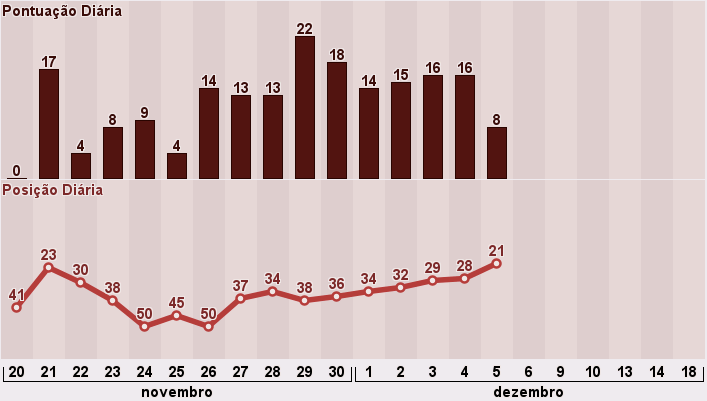 Pontuação Diária
0 17 4 8 9 4 14 13 13 22 18 14 15 16 16 8
Posição Diária
41 23 30 38 50 45 50 37 34 38 36 34 32 29 28 21
20 21 22 23 24 25 26 27 28 29 30 1 2 3 4 5 6 9 10 13 14 18
novembro dezembro